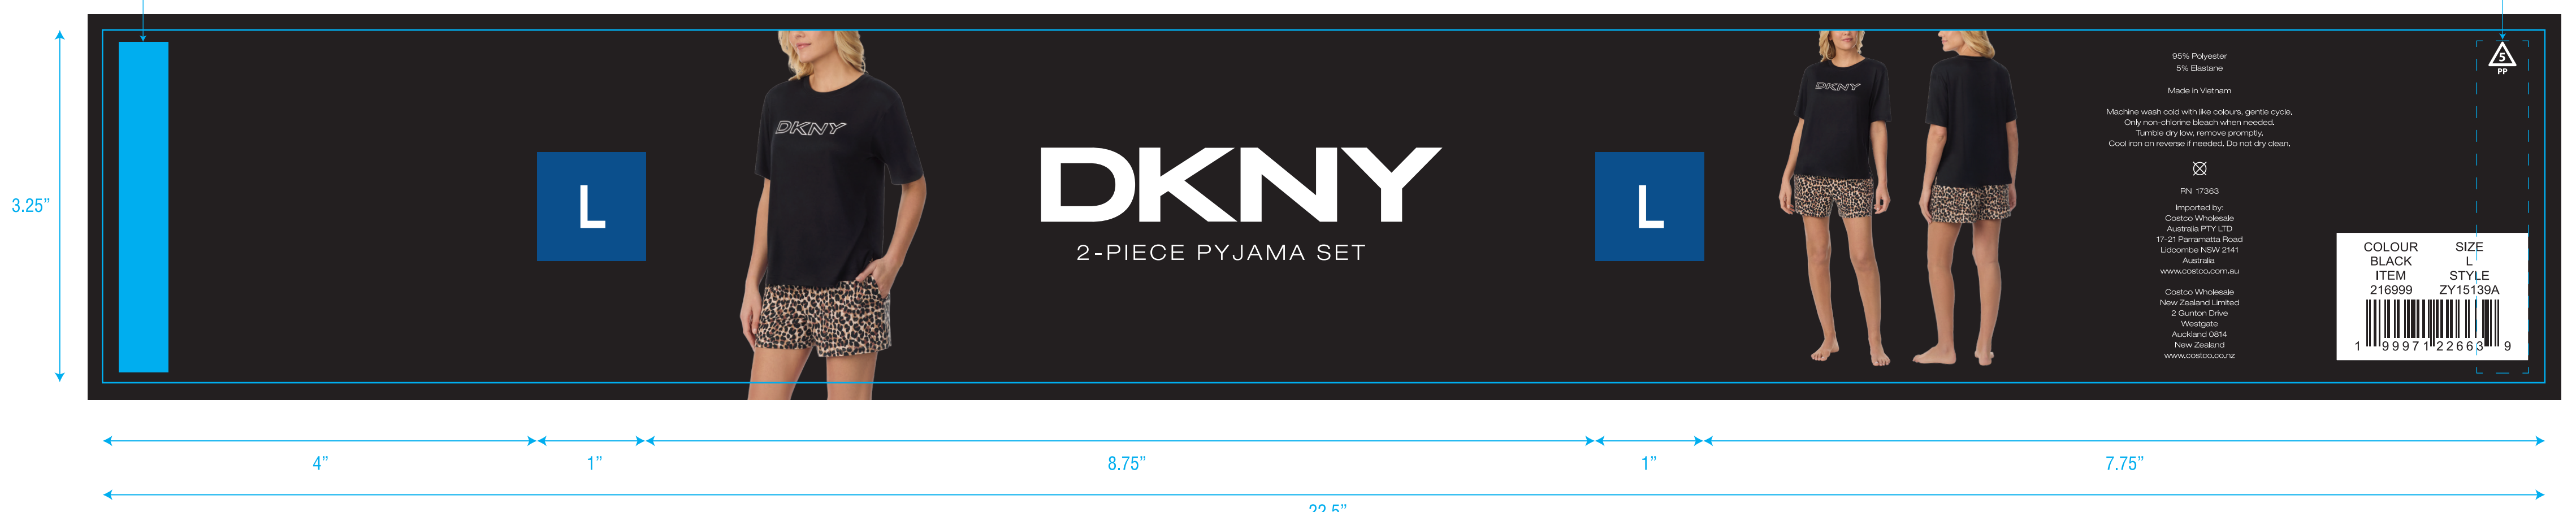 3.25”
L
DKNY
DKNY
2-PIECE PYJAMA SET
L
DKNY
95% Polyester
5% Elastane
Made in Vietnam
Machine wash cold with like colours, gentle cycle.
Only non-chlorine bleach when needed.
Tumble dry low, remove promptly.
Cool iron on reverse if needed. Do not dry clean.
RN 17363
Imported by:
Costco Wholesale
Australia PTY LTD
17-21 Parramatta Road
Lidcombe NSW 2141
Australia
www.costco.com.au
Costco Wholesale
New Zealand Limited
2 Gunton Drive
Westgate
Auckland 0814
New Zealand
www.costco.co.nz
5
PP
COLOUR SIZE
BLACK L
ITEM STYLE
216999 ZY15139A
1 99971 22663 9
4” 1” 8.75” 1” 7.75”
22.5”